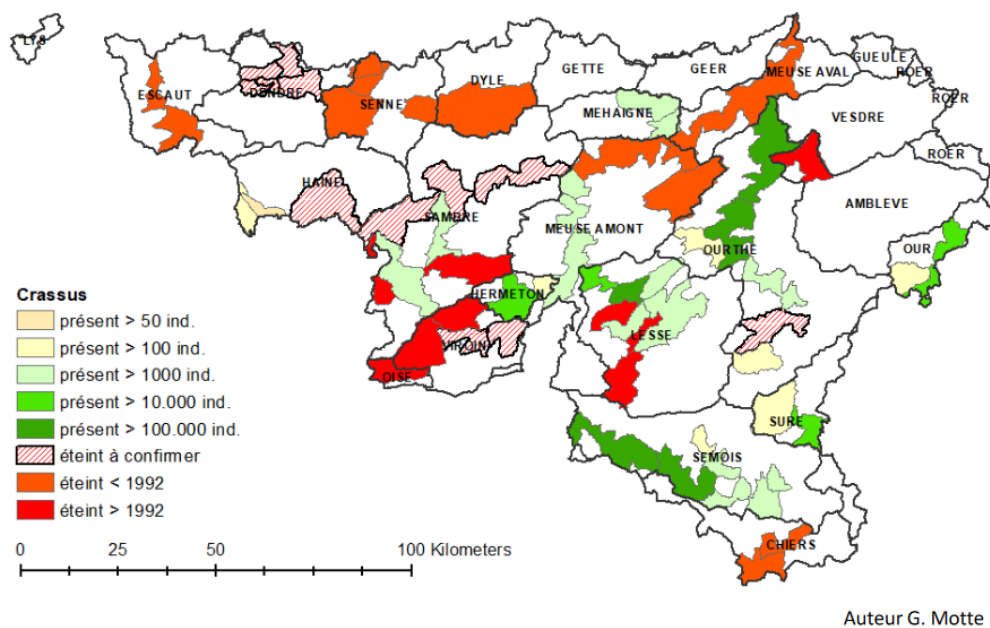 LYS
ESCAUT
DENDRE
SENNE
DYLE
GETTE
GEER
MEUSE AVAL
GUEULE
ROER
ROER
ROER
MEHAIGNE
VESDRE
HAINE
SAMBRE
MEUSE AMONT
OURTHE
AMBLEVE
OUR
HERMETON
VIROIN
OISE
LESSE
SURE
SEMOIS
CHIERS
Crassus
présent > 50 ind.
présent > 100 ind.
présent > 1000 ind.
présent > 10.000 ind.
présent > 100.000 ind.
éteint à confirmer
éteint < 1992
éteint > 1992
0 25 50 100 Kilometers
Auteur G. Motte